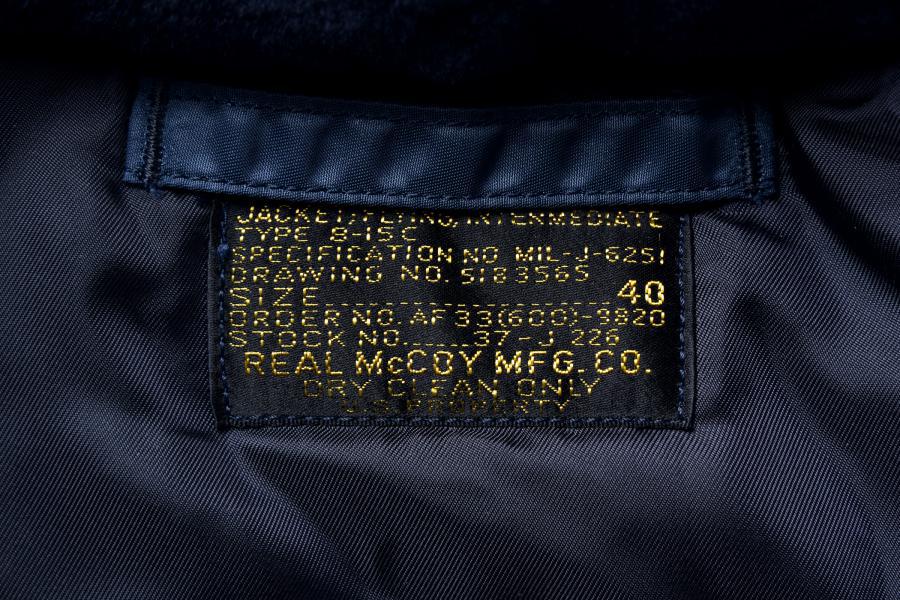 JACKET, FLYING, INTERMEDIATE
TYPE B-15C
SPECIFICATION NO MIL-J-6251
DRAWING NO. 51B3565
SIZE 40
ORDER NO. AF 33(600)-9820
STOCK NO. 37-J 226
REAL McCOY MFG. CO.
DRY CLEAN ONLY
U.S. PROPERTY